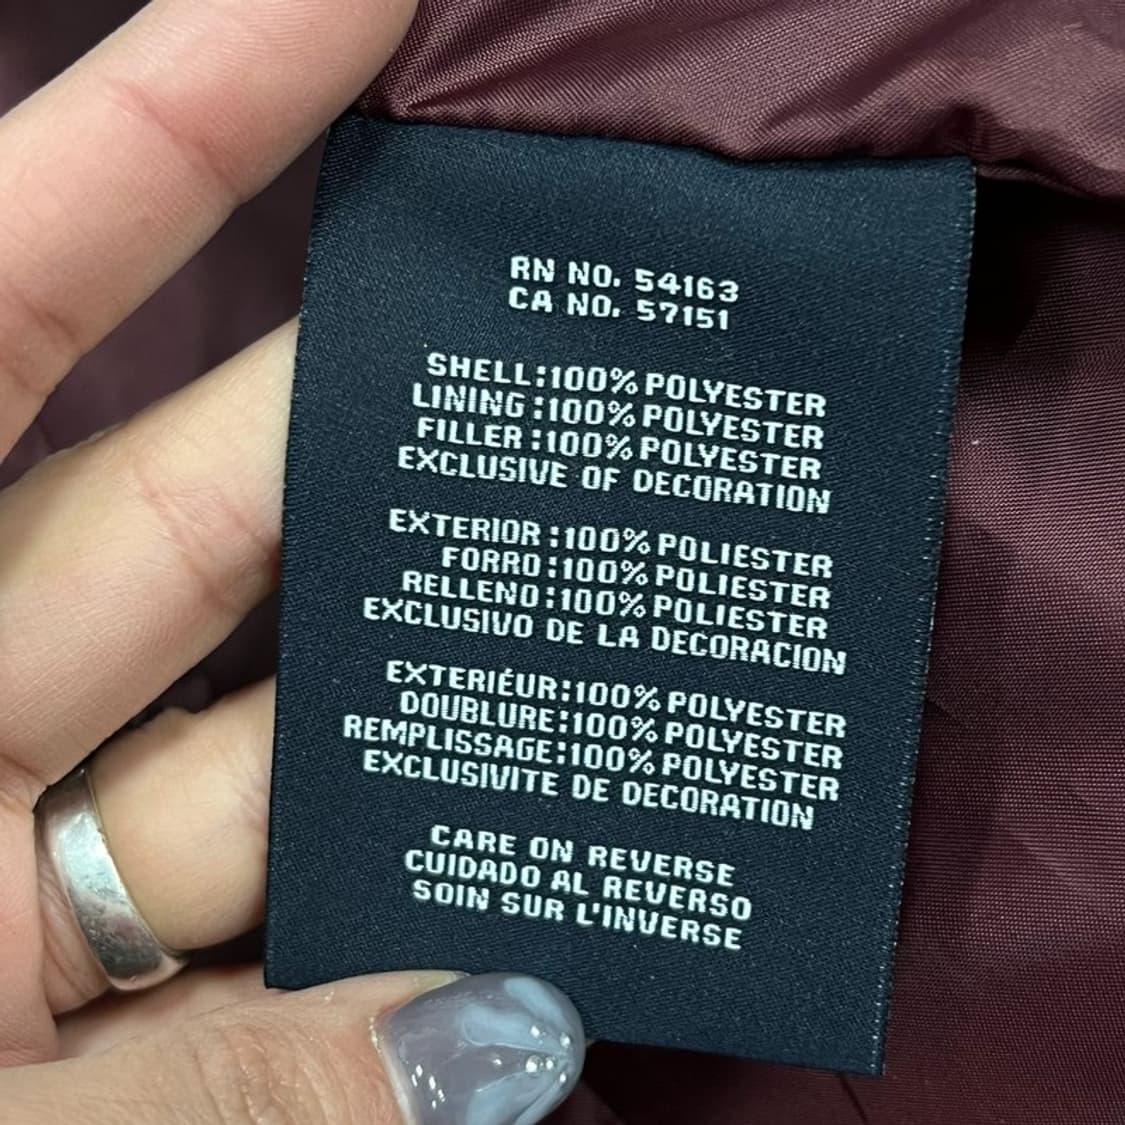 RN NO. 54163
CA NO. 57151
SHELL:100% POLYESTER
LINING:100% POLYESTER
FILLER:100% POLYESTER
EXCLUSIVE OF DECORATION
EXTERIOR:100% POLIESTER
FORRO:100% POLIESTER
RELLENO:100% POLIESTER
EXCLUSIVO DE LA DECORACION
EXTERIÉUR:100% POLYESTER
DOUBLURE:100% POLYESTER
REMPLISSAGE:100% POLYESTER
EXCLUSIVITE DE DECORATION
CARE ON REVERSE
CUIDADO AL REVERSO
SOIN SUR L'INVERSE